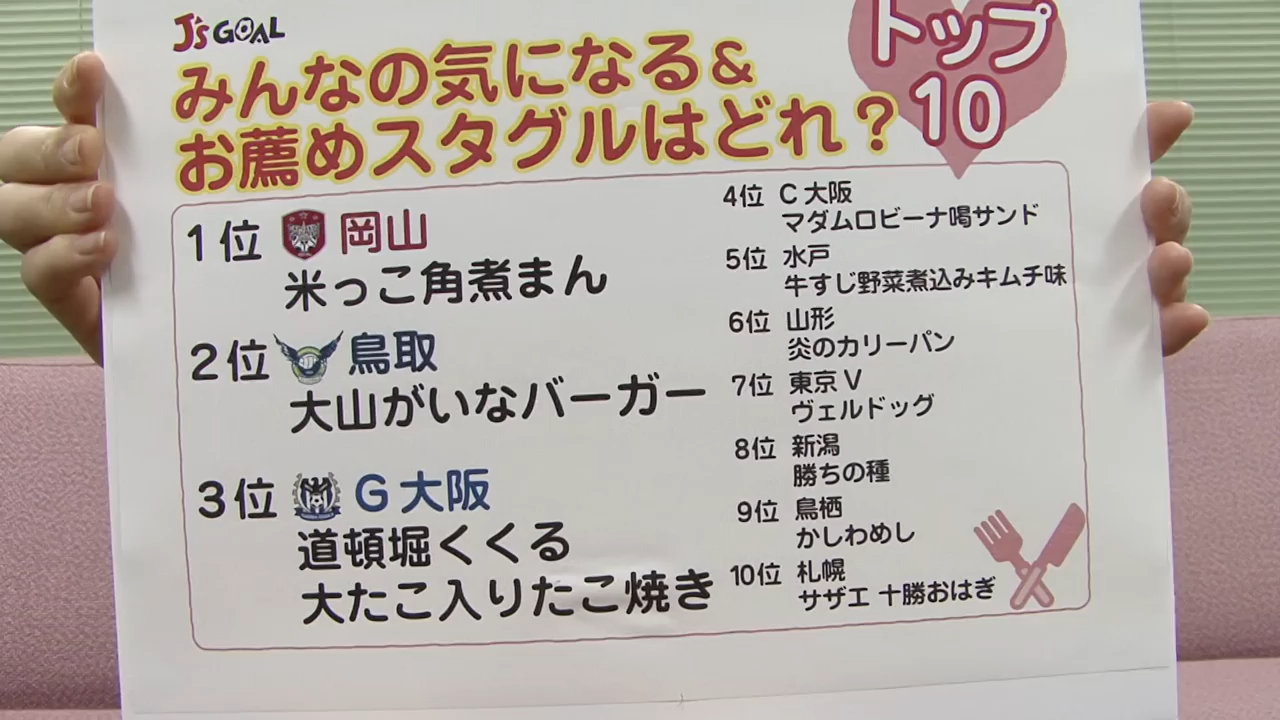 J's GOAL
みんなの気になる&
お薦めスタグルはどれ？
トップ
10
1位 岡山
米っこ角煮まん
2位 鳥取
大山がいなバーガー
3位 G大阪
道頓堀くくる
大たこ入りたこ焼き
4位 C大阪
マダムロビーナ喝サンド
5位 水戸
牛すじ野菜煮込みキムチ味
6位 山形
炎のカリーパン
7位 東京V
ヴェルドッグ
8位 新潟
勝ちの種
9位 鳥栖
かしわめし
10位 札幌
サザエ 十勝おはぎ